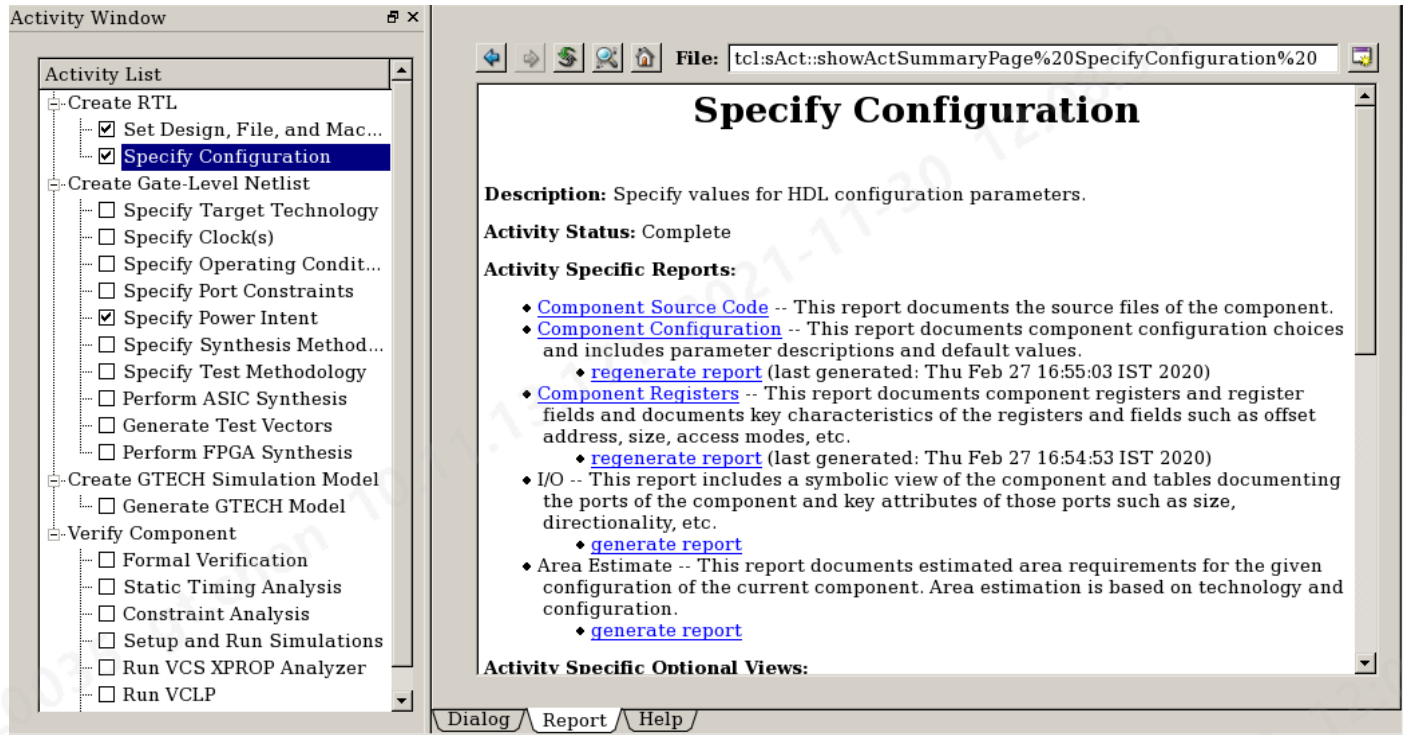 Activity Window
Activity List
Create RTL
Set Design, File, and Mac...
Specify Configuration
Create Gate-Level Netlist
Specify Target Technology
Specify Clock(s)
Specify Operating Condit...
Specify Port Constraints
Specify Power Intent
Specify Synthesis Method...
Specify Test Methodology
Perform ASIC Synthesis
Generate Test Vectors
Perform FPGA Synthesis
Create GTECH Simulation Model
Generate GTECH Model
Verify Component
Formal Verification
Static Timing Analysis
Constraint Analysis
Setup and Run Simulations
Run VCS XPROP Analyzer
Run VCLP
File: tcl:sAct::showActSummaryPage%20SpecifyConfiguration%20
Specify Configuration
Description: Specify values for HDL configuration parameters.
Activity Status: Complete
Activity Specific Reports:
Component Source Code -- This report documents the source files of the component.
Component Configuration -- This report documents component configuration choices
and includes parameter descriptions and default values.
regenerate report (last generated: Thu Feb 27 16:55:03 IST 2020)
Component Registers -- This report documents component registers and register
fields and documents key characteristics of the registers and fields such as offset
address, size, access modes, etc.
regenerate report (last generated: Thu Feb 27 16:54:53 IST 2020)
I/O -- This report includes a symbolic view of the component and tables documenting
the ports of the component and key attributes of those ports such as size,
directionality, etc.
generate report
Area Estimate -- This report documents estimated area requirements for the given
configuration of the current component. Area estimation is based on technology and
configuration.
generate report
Activity Specific Optional Views:
Dialog Report Help